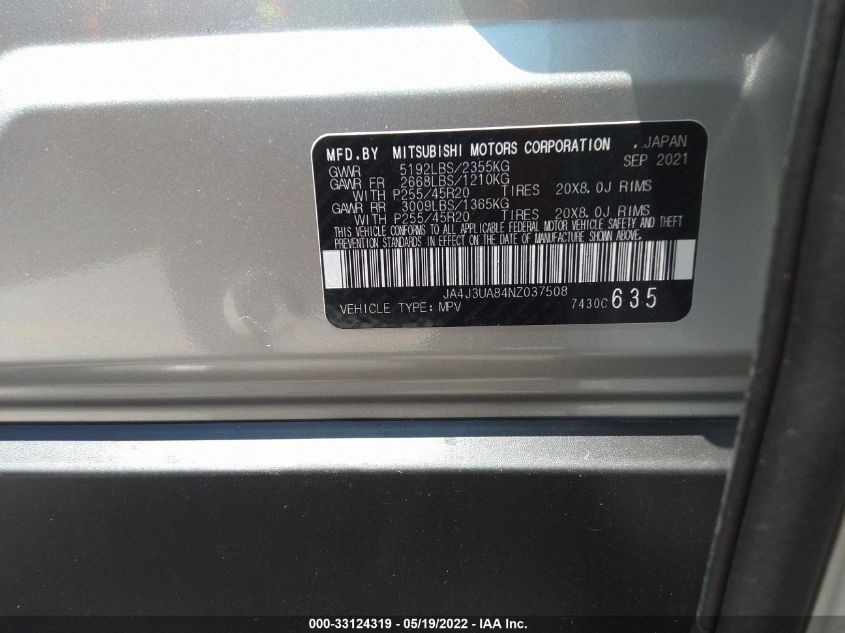 MFD.BY MITSUBISHI MOTORS CORPORATION , JAPAN
GVWR 5192LBS/2355KG SEP 2021
GAWR FR 2668LBS/1210KG
WITH P255/45R20 TIRES 20X8.0J RIMS
GAWR RR 3009LBS/1365KG
WITH P255/45R20 TIRES 20X8.0J RIMS
THIS VEHICLE CONFORMS TO ALL APPLICABLE FEDERAL MOTOR VEHICLE SAFETY AND THEFT
PREVENTION STANDARDS IN EFFECT ON THE DATE OF MANUFACTURE SHOWN ABOVE.
JA4J3UA84NZ037508
VEHICLE TYPE: MPV 7430C 635
000-33124319 - 05/19/2022 - IAA Inc.